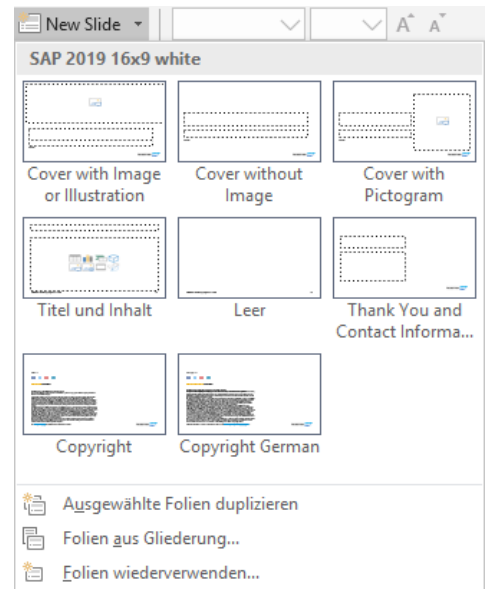 New Slide
SAP 2019 16x9 white
Cover with Image
or Illustration
Cover without
Image
Cover with
Pictogram
Titel und Inhalt
Leer
Thank You and
Contact Informa...
Copyright
Copyright German
Ausgewählte Folien duplizieren
Folien aus Gliederung...
Folien wiederverwenden...